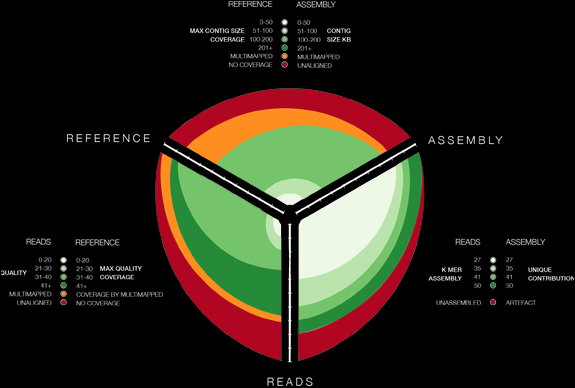 REFERENCE ASSEMBLY
0-50 0-50
MAX CONTIG SIZE 51-100 51-100 CONTIG
COVERAGE 100-200 100-200 SIZE KB
201+ 201+
MULTIMAPPED MULTIMAPPED
NO COVERAGE UNALIGNED
REFERENCE
ASSEMBLY
READS REFERENCE
0-20 0-20
QUALITY 21-30 21-30 MAX QUALITY
31-40 31-40 COVERAGE
41+ 41+
MULTIMAPPED COVERAGE BY MULTIMAPPED
UNALIGNED NO COVERAGE
READS ASSEMBLY
27 27
K MER 35 35 UNIQUE
ASSEMBLY 41 41 CONTRIBUTION
50 50
UNASSEMBLED ARTEFACT
READS